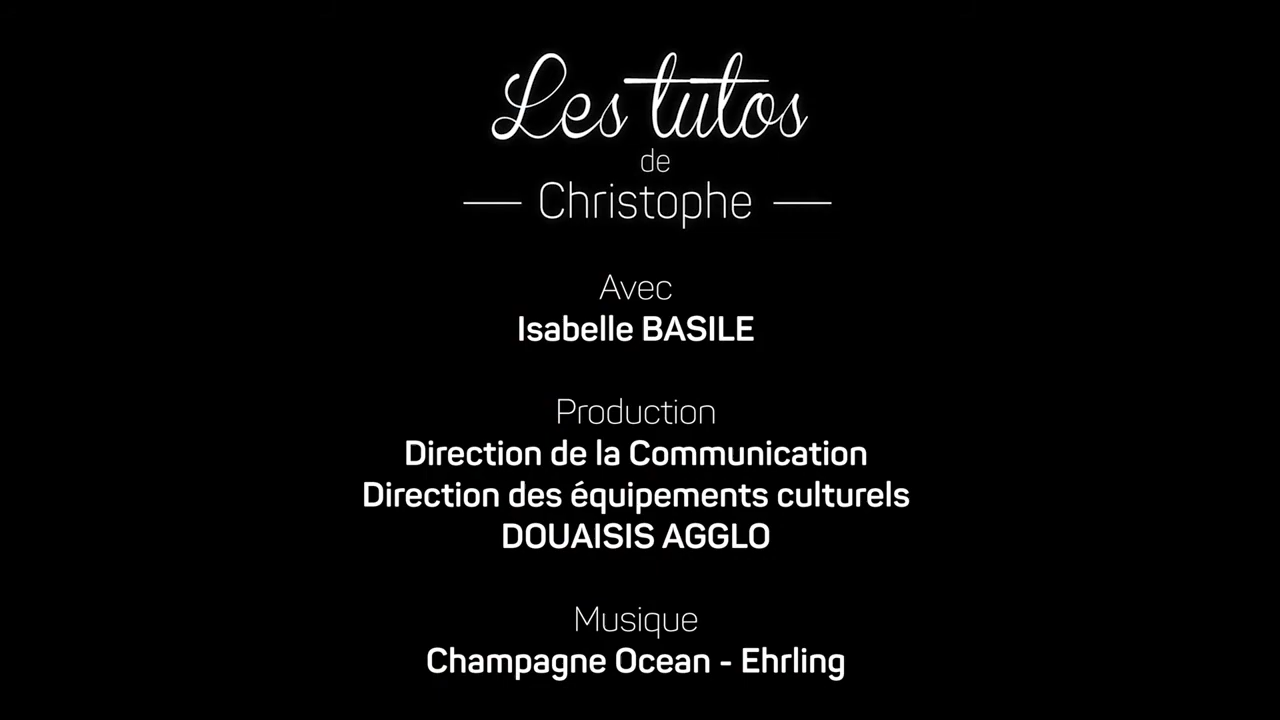 Les tutos
de
Christophe
Avec
Isabelle BASILE
Production
Direction de la Communication
Direction des équipements culturels
DOUAISIS AGGLO
Musique
Champagne Ocean - Ehrling